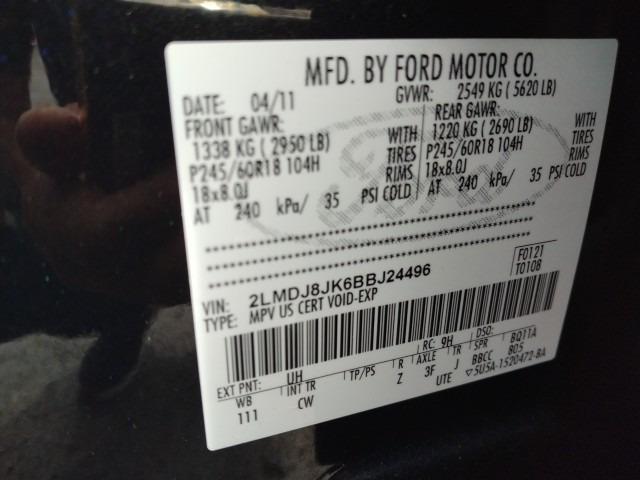 MFD. BY FORD MOTOR CO.
DATE: 04/11 GVWR: 2549 KG ( 5620 LB)
FRONT GAWR: REAR GAWR:
1338 KG ( 2950 LB) WITH 1220 KG ( 2690 LB) WITH
P245/60R18 104H TIRES P245/60R18 104H TIRES
18x8.0J RIMS 18x8.0J RIMS
AT 240 kPa/ 35 PSI COLD AT 240 kPa/ 35 PSI COLD
Ford
F0121
T0108
VIN: 2LMDJ8JK6BBJ24496
TYPE: MPV US CERT VOID-EXP
EXT PNT: UH RC: 9H DSO:
WB INT TR TP/PS R AXLE TR SPR BQ11A
111 CW Z 3F J BBCC 805
UTE ▽5U5A-1520472-BA